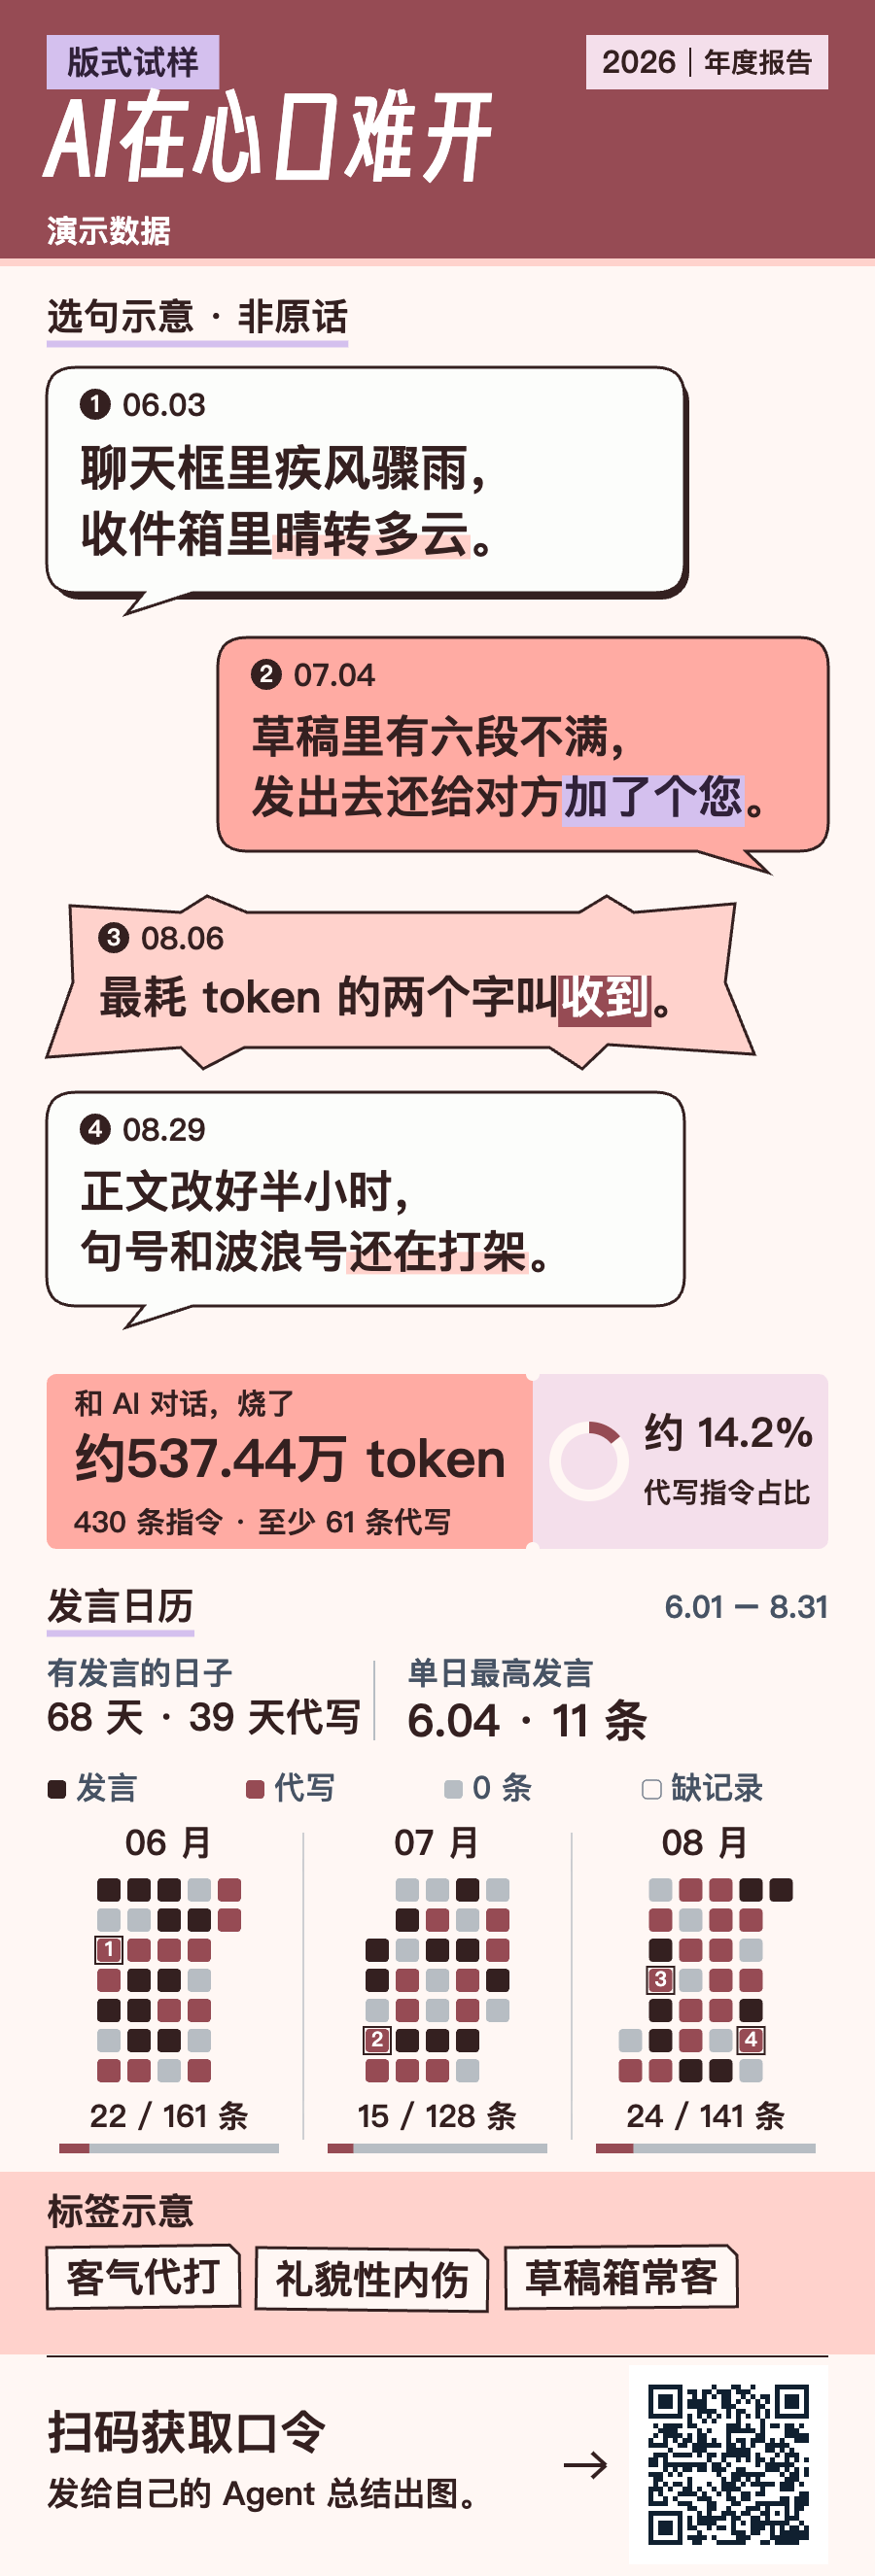 版式试样
2026｜年度报告
AI在心口难开
演示数据
选句示意 · 非原话
1 06.03
聊天框里疾风骤雨，
收件箱里晴转多云。
2 07.04
草稿里有六段不满，
发出去还给对方加了个您。
3 08.06
最耗 token 的两个字叫收到。
4 08.29
正文改好半小时，
句号和波浪号还在打架。
和 AI 对话，烧了
约537.44万 token
430 条指令 · 至少 61 条代写
约 14.2%
代写指令占比
发言日历
6.01 — 8.31
有发言的日子
68 天 · 39 天代写
单日最高发言
6.04 · 11 条
发言
代写
0 条
缺记录
06 月
07 月
08 月
1
3
2
4
22 / 161 条
15 / 128 条
24 / 141 条
标签示意
客气代打
礼貌性内伤
草稿箱常客
扫码获取口令
发给自己的 Agent 总结出图。
→